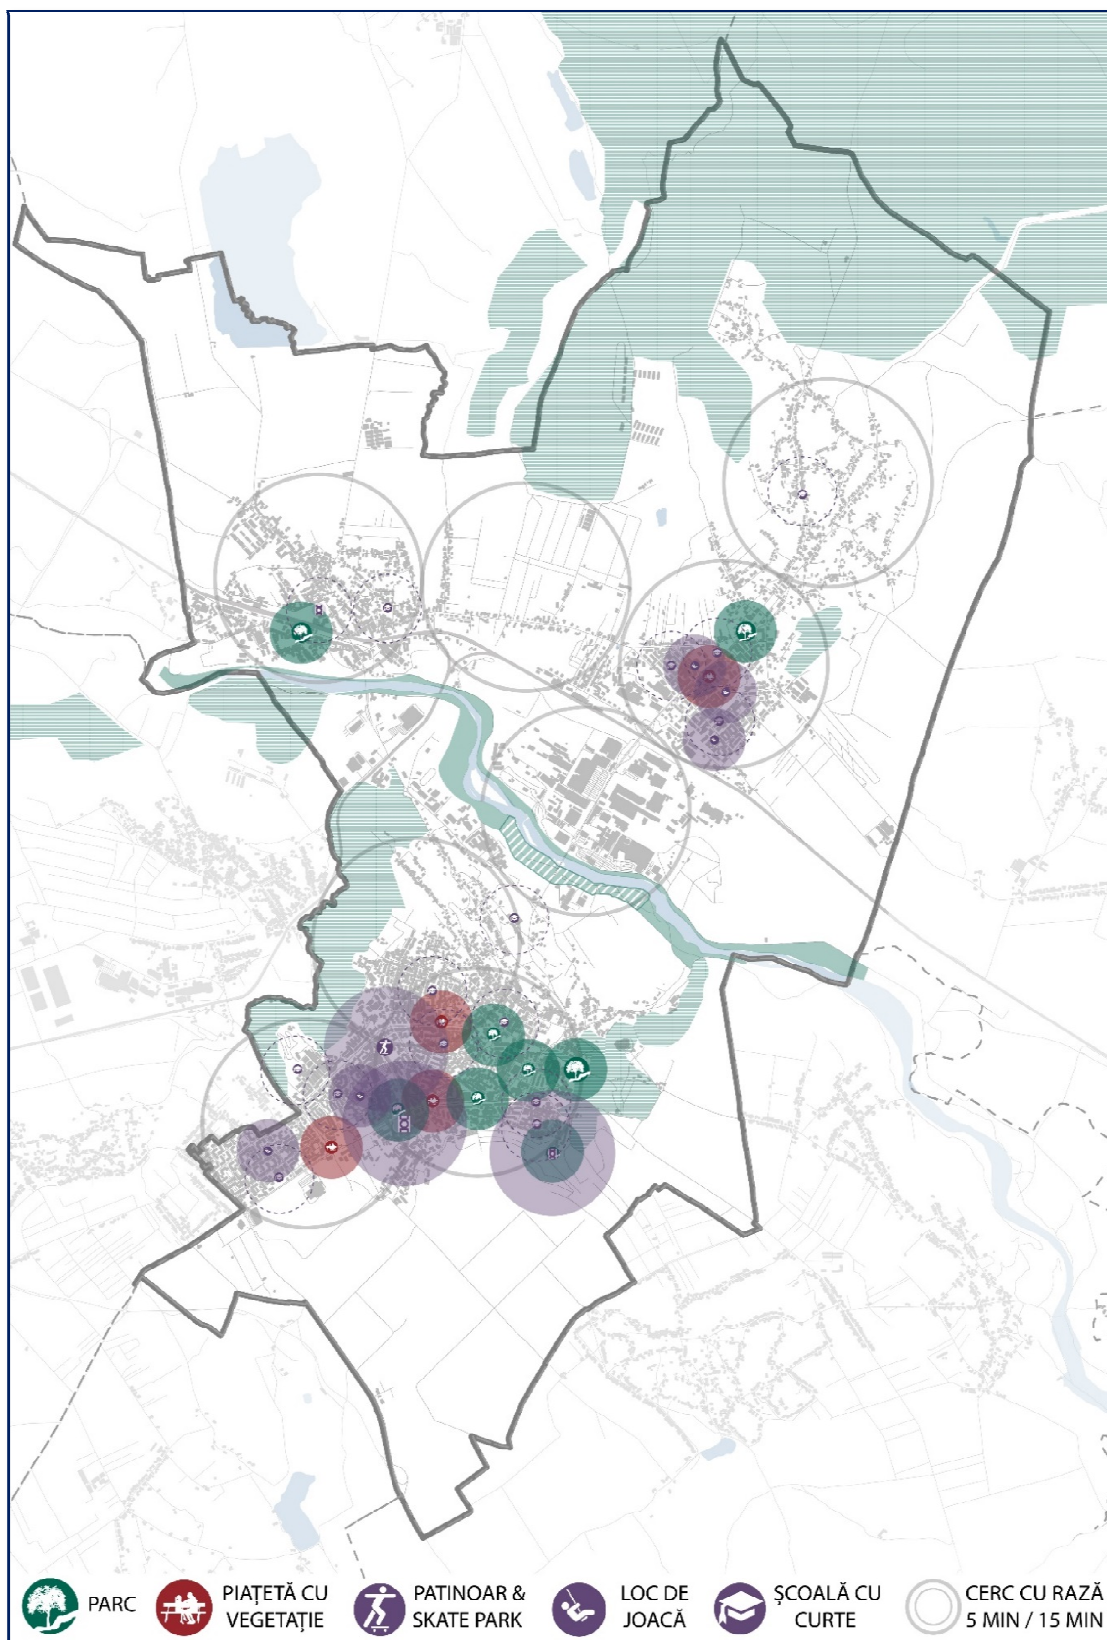 PARC
PIAȚETĂ CU
VEGETAȚIE
PATINOAR &
SKATE PARK
LOC DE
JOACĂ
ȘCOALĂ CU
CURTE
CERC CU RAZĂ
5 MIN / 15 MIN